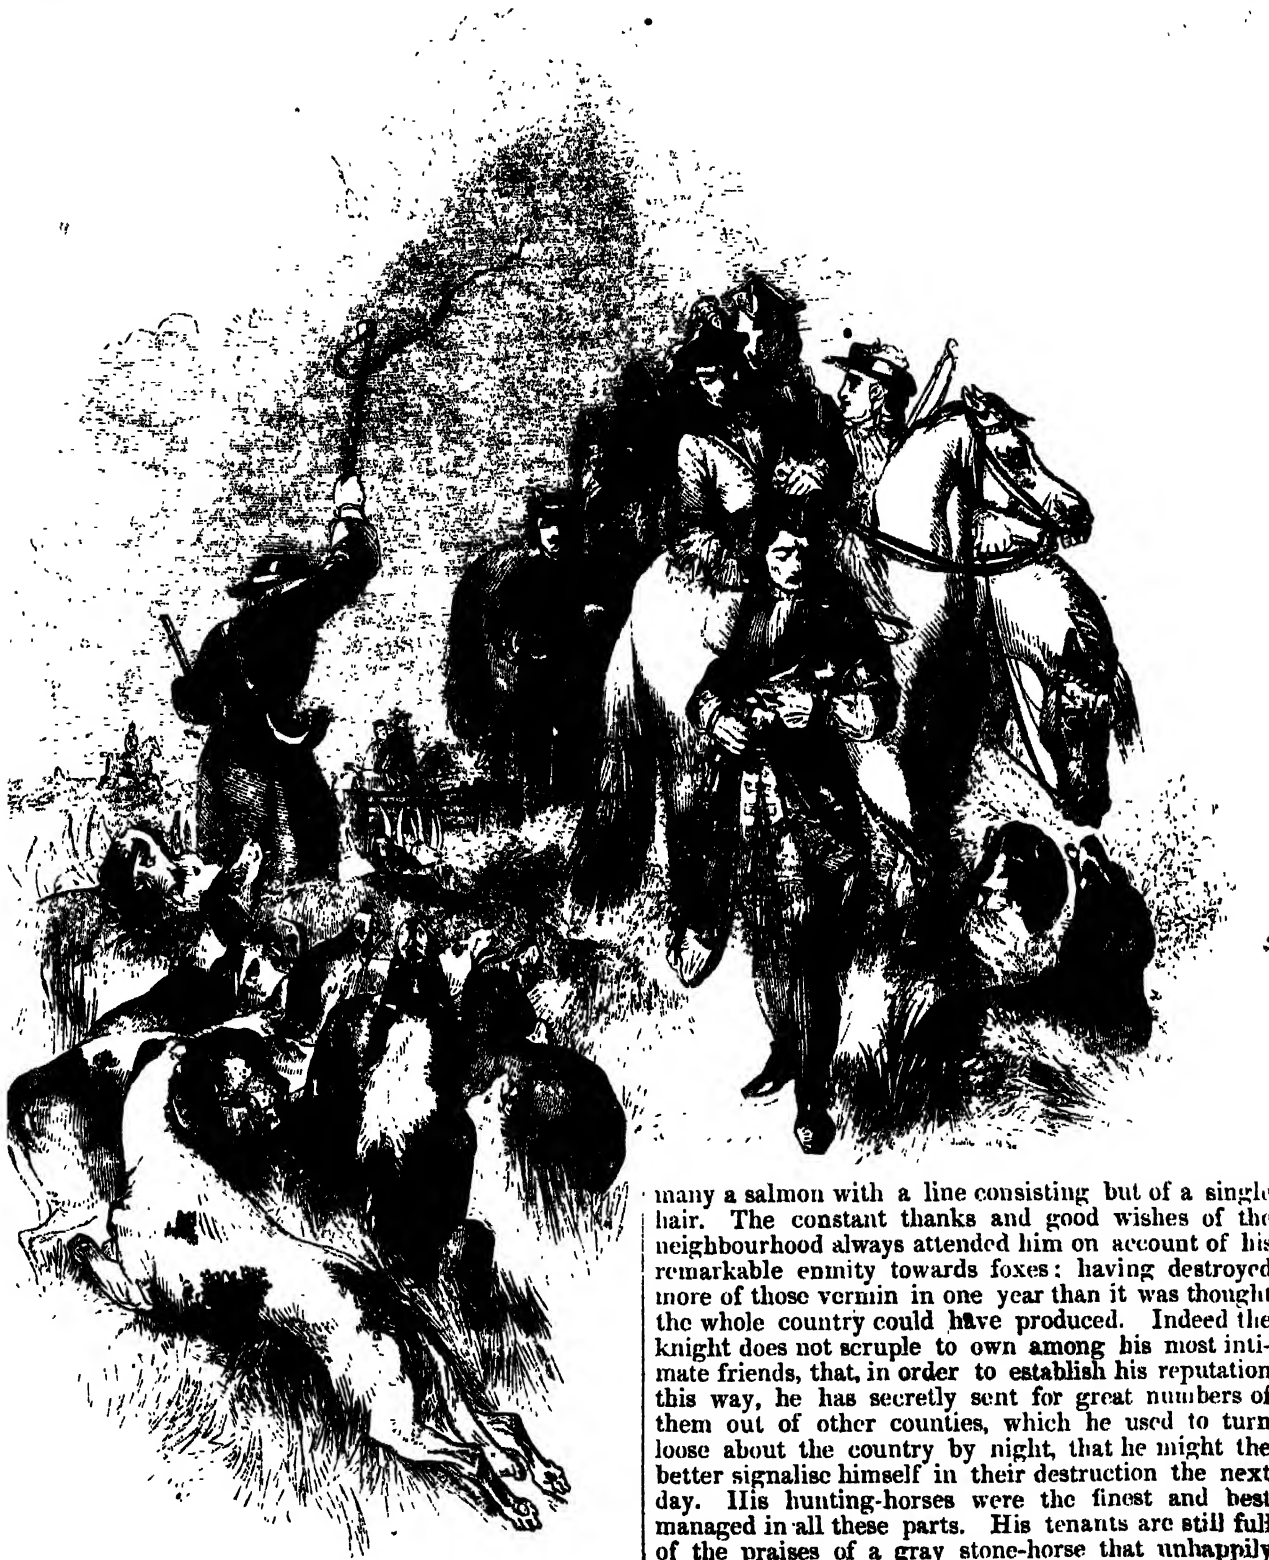 many a salmon with a line consisting but of a single
hair. The constant thanks and good wishes of the
neighbourhood always attended him on account of his
remarkable enmity towards foxes: having destroyed
more of those vermin in one year than it was thought
the whole country could have produced. Indeed the
knight does not scruple to own among his most inti-
mate friends, that, in order to establish his reputation
this way, he has secretly sent for great numbers of
them out of other counties, which he used to turn
loose about the country by night, that he might the
better signalise himself in their destruction the next
day. His hunting-horses were the finest and best
managed in all these parts. His tenants are still full
of the praises of a gray stone-horse that unhappily